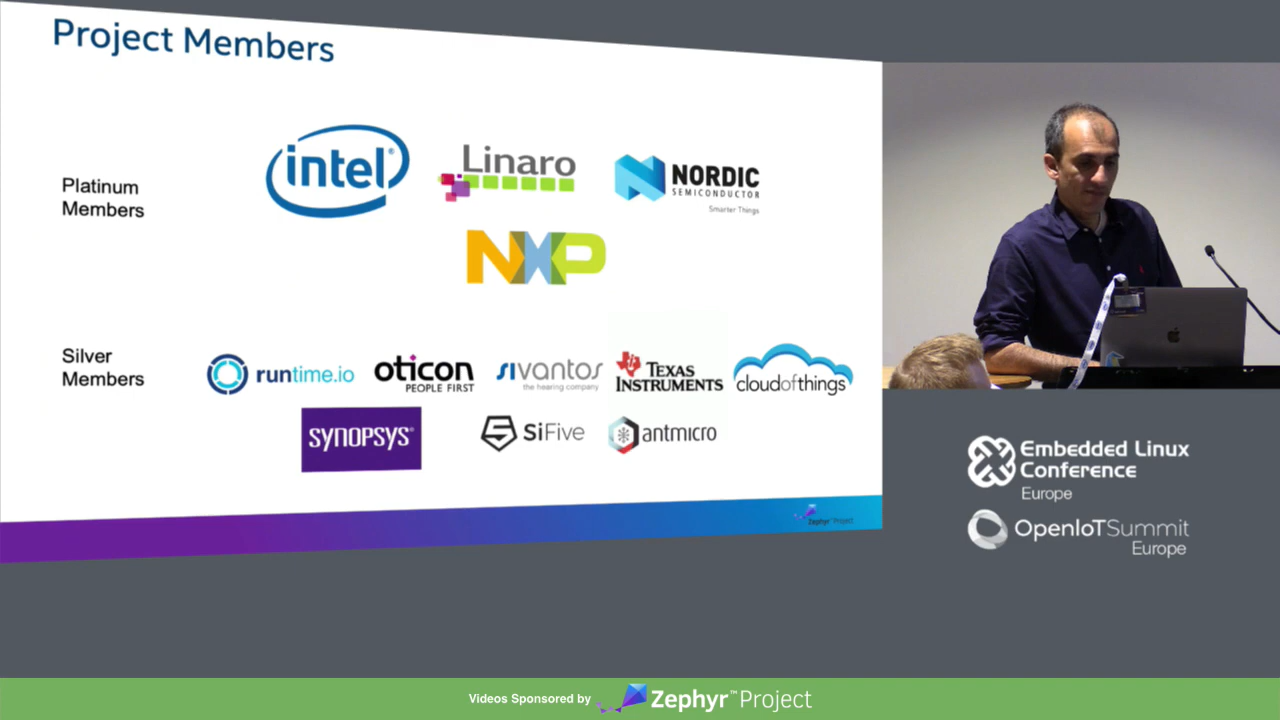 Project Members
Platinum
Members
intel®
Linaro
NORDIC
SEMICONDUCTOR
Smarter Things
NXP
Silver
Members
runtime.io
oticon
PEOPLE FIRST
sivantos
the hearing company
TEXAS
INSTRUMENTS
cloudofthings
SYNOPSYS®
SiFive
antmicro
Zephyr™Project
Embedded Linux
Conference
Europe
OpenIoTSummit
Europe
Videos Sponsored by Zephyr™Project